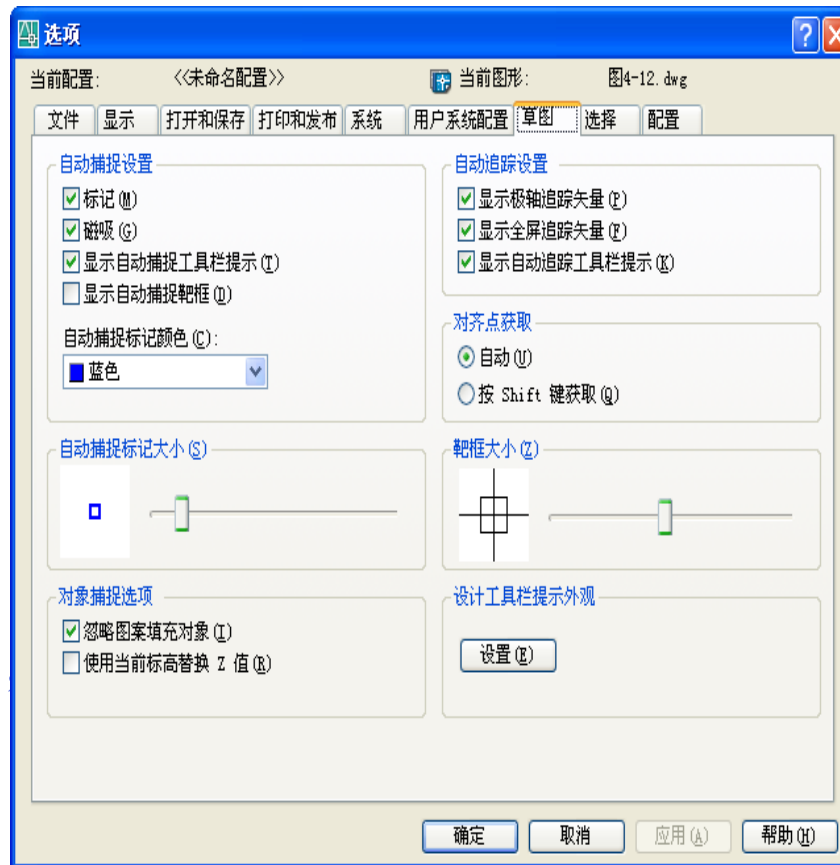 选项
当前配置: <<未命名配置>> 当前图形: 图4-12.dwg
文件 显示 打开和保存 打印和发布 系统 用户系统配置 草图 选择 配置
自动捕捉设置
标记(M)
磁吸(G)
显示自动捕捉工具栏提示(T)
显示自动捕捉靶框(D)
自动捕捉标记颜色(C):
蓝色
自动追踪设置
显示极轴追踪矢量(P)
显示全屏追踪矢量(F)
显示自动追踪工具栏提示(K)
对齐点获取
自动(U)
按 Shift 键获取(Q)
自动捕捉标记大小(S)
靶框大小(Z)
对象捕捉选项
忽略图案填充对象(I)
使用当前标高替换 Z 值(R)
设计工具栏提示外观
设置(E)
确定 取消 应用(A) 帮助(H)